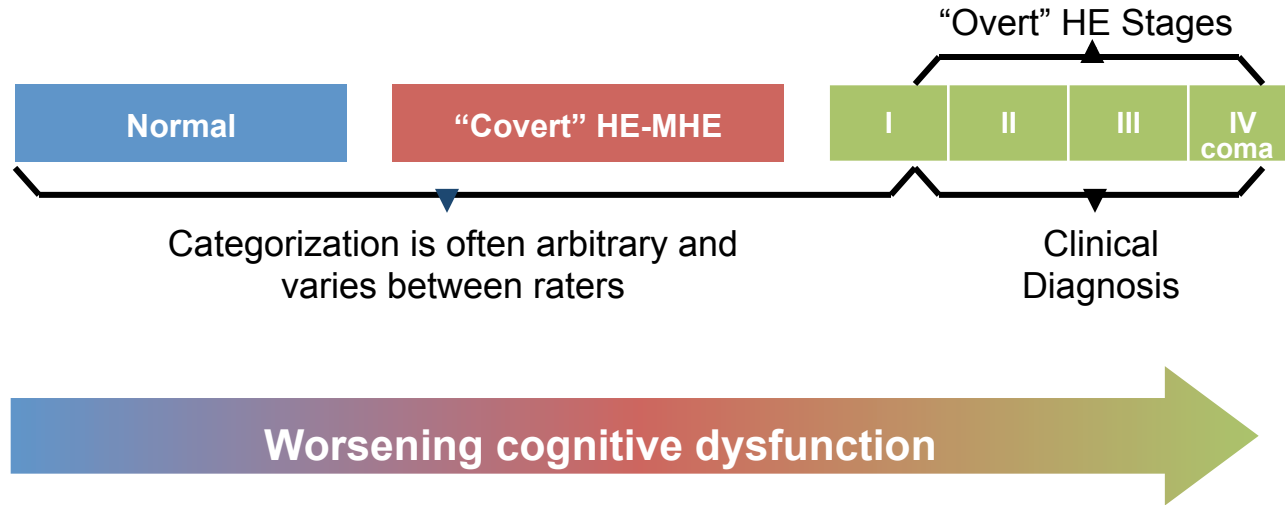 “Overt” HE Stages
Normal
“Covert” HE-MHE
I
II
III
IV
coma
Categorization is often arbitrary and
varies between raters
Clinical
Diagnosis
Worsening cognitive dysfunction